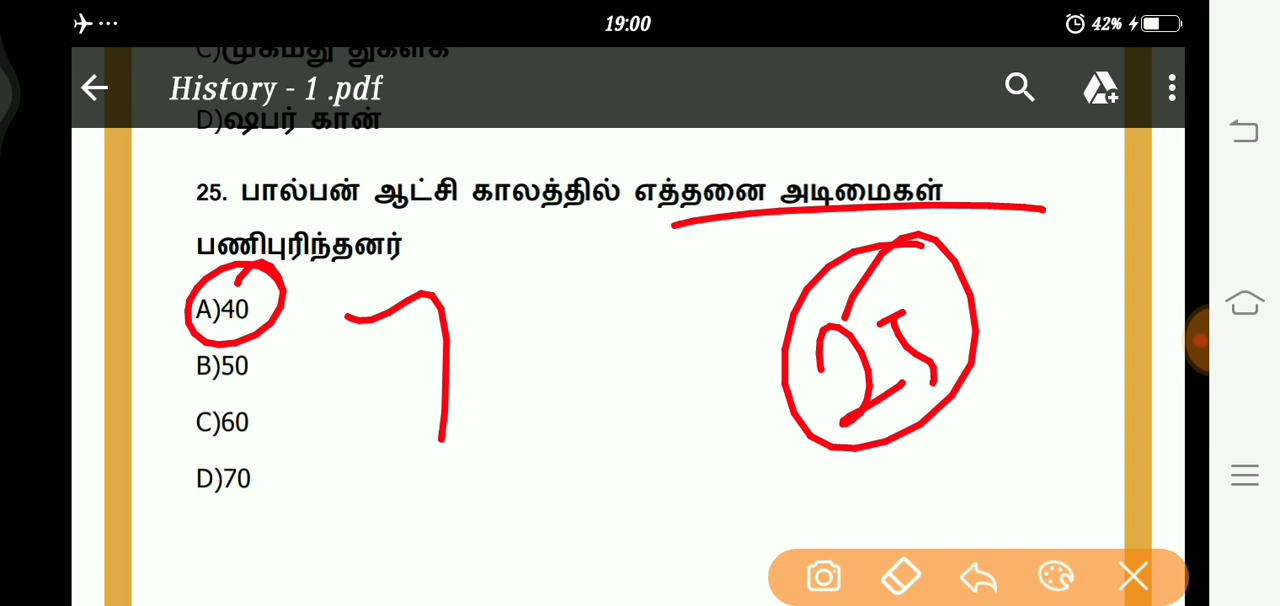 19:00
42%
C)முகமது துகளக்
History - 1 .pdf
D)ஷபர் கான்
25. பால்பன் ஆட்சி காலத்தில் எத்தனை அடிமைகள்
பணிபுரிந்தனர்
A)40
B)50
C)60
D)70
25